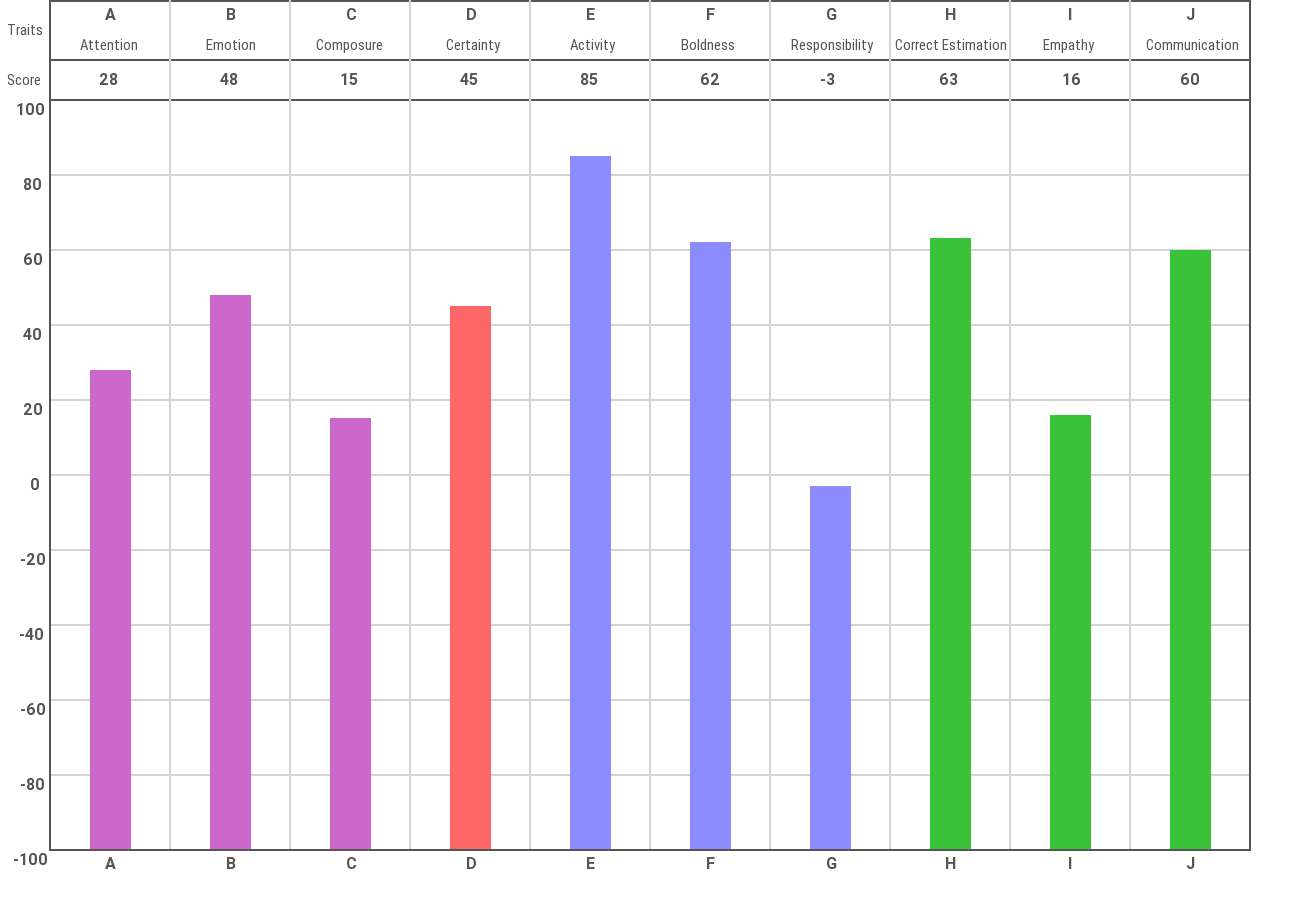 Traits A B C D E F G H I J
Attention Emotion Composure Certainty Activity Boldness Responsibility Correct Estimation Empathy Communication
Score 28 48 15 45 85 62 -3 63 16 60
100
80
60
40
20
0
-20
-40
-60
-80
-100
A B C D E F G H I J